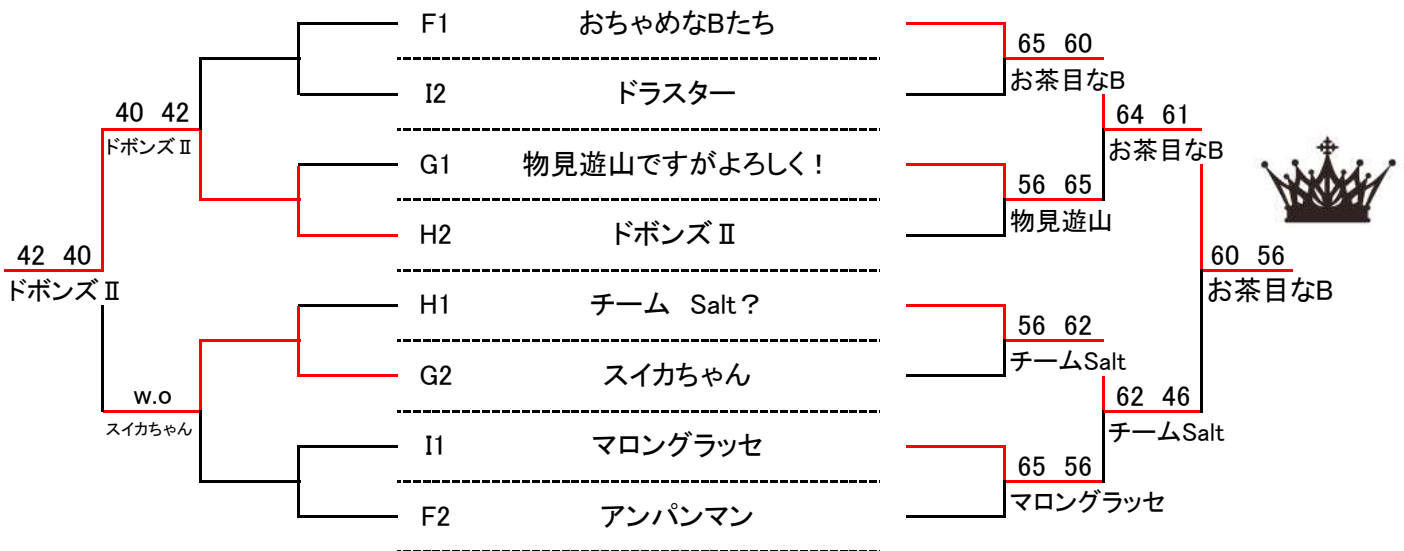 F1 おちゃめなBたち
65 60
お茶目なB
I2 ドラスター
40 42
ドボンズⅡ
64 61
お茶目なB
G1 物見遊山ですがよろしく！
56 65
物見遊山
H2 ドボンズⅡ
42 40
ドボンズⅡ
60 56
お茶目なB
H1 チーム Salt？
56 62
チームSalt
G2 スイカちゃん
w.o
スイカちゃん
62 46
チームSalt
I1 マロングラッセ
65 56
マロングラッセ
F2 アンパンマン